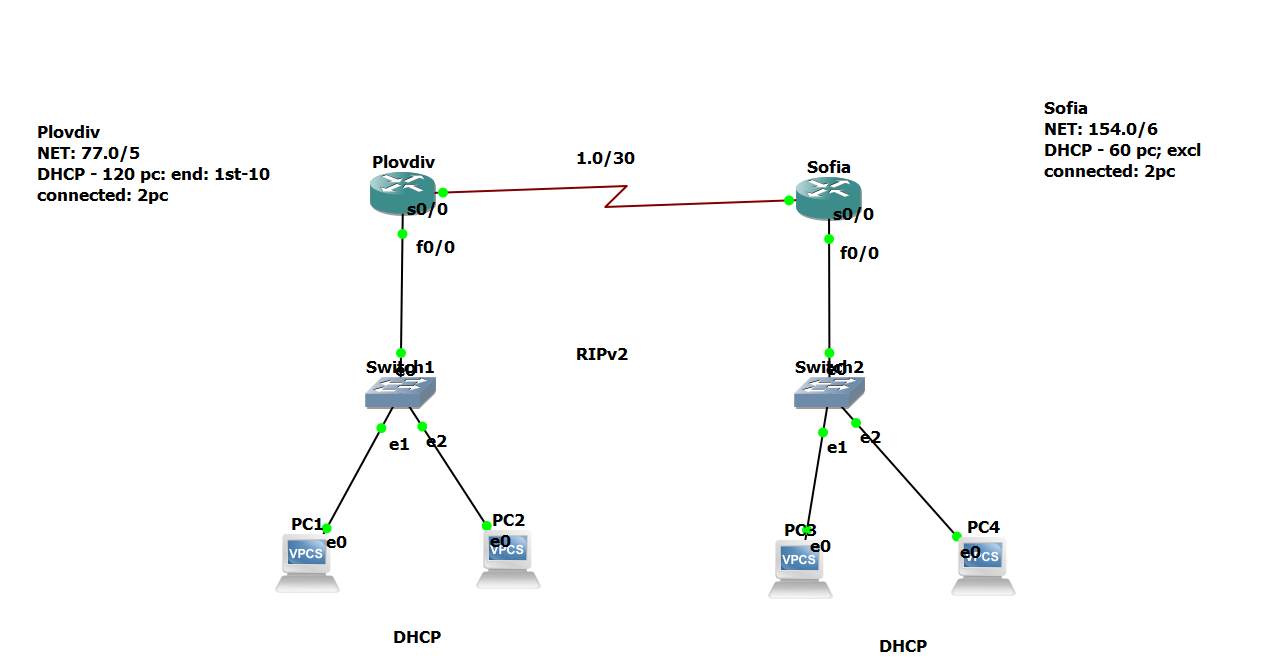 Sofia
NET: 154.0/6
DHCP - 60 pc; excl
connected: 2pc
Plovdiv
NET: 77.0/5
DHCP - 120 pc: end: 1st-10
connected: 2pc
1.0/30
Plovdiv
Sofia
s0/0
s0/0
f0/0
f0/0
RIPv2
Switch1
e0
Switch2
e0
e1
e2
e1
e2
PC1
e0
VPCS
PC2
e0
VPCS
PC3
e0
VPCS
PC4
e0
VPCS
DHCP
DHCP